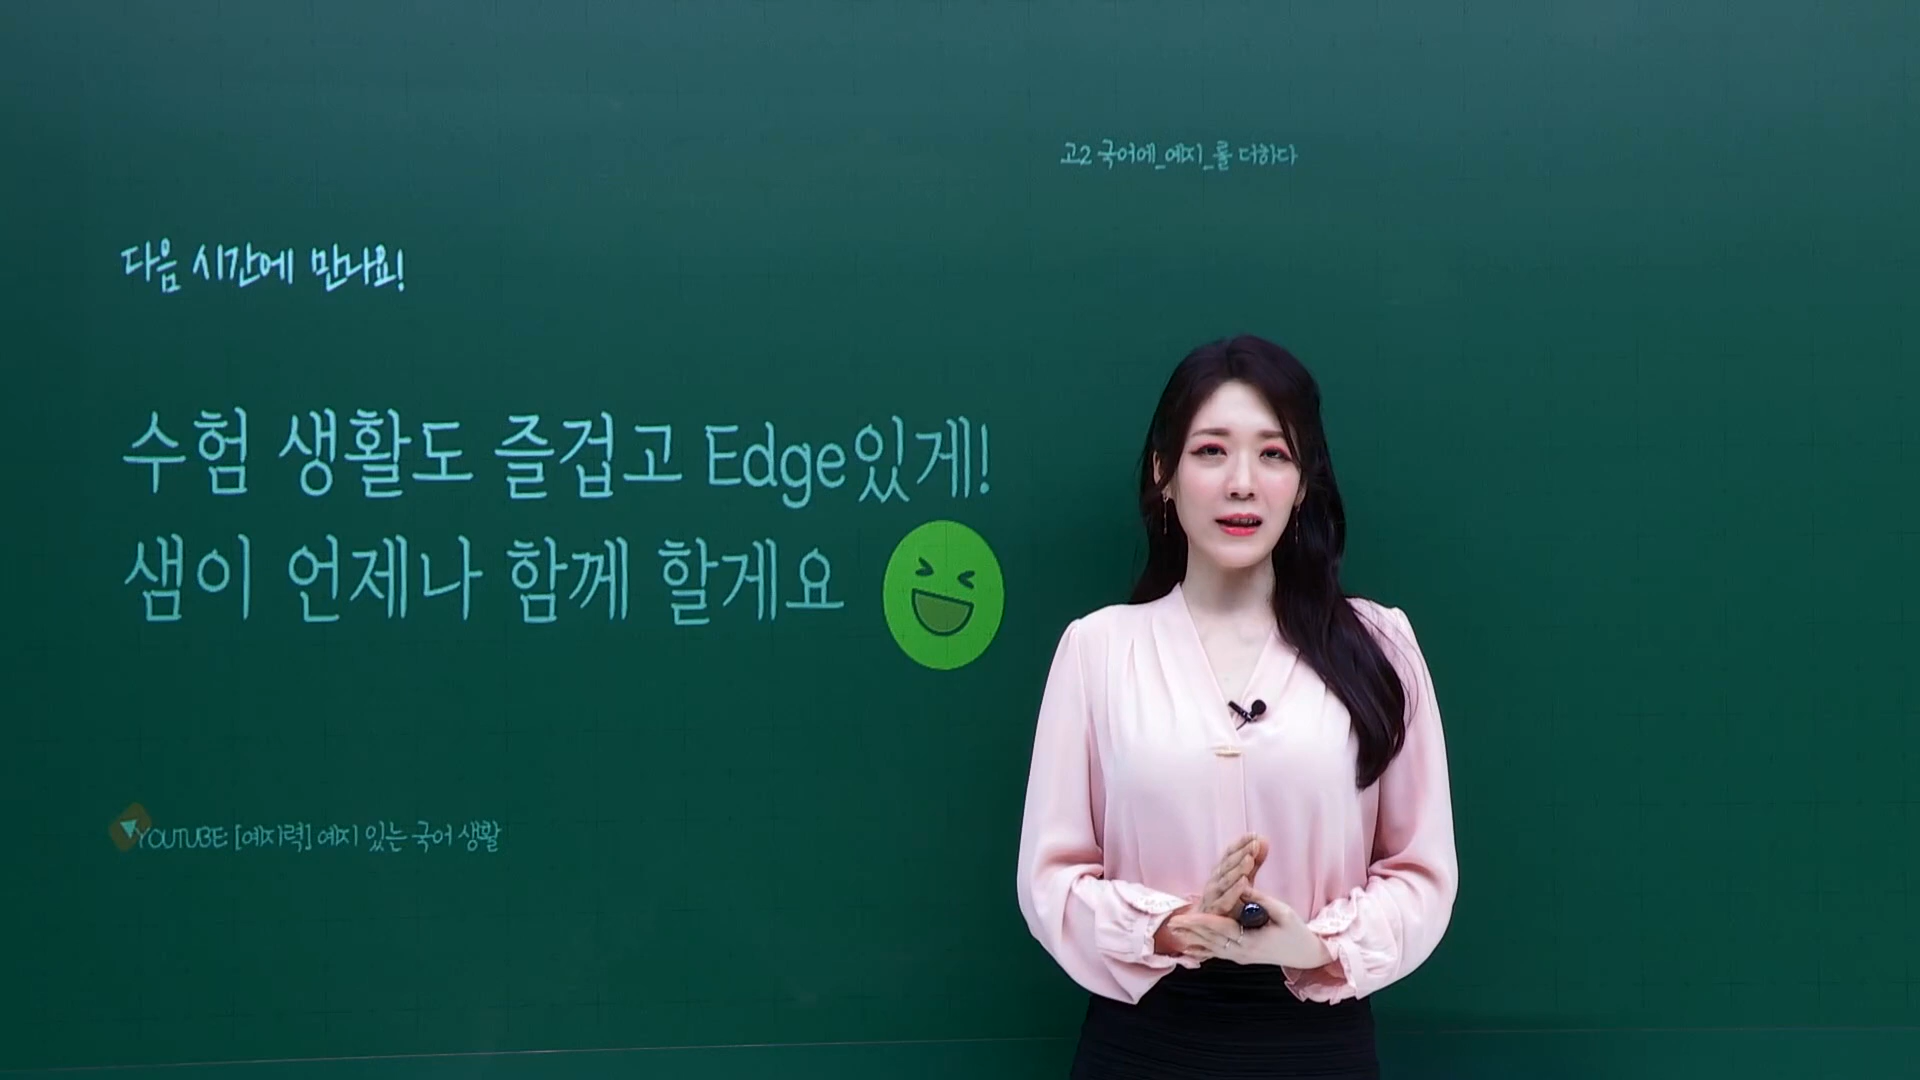 고2 국어에_예지_를 더하다
다음 시간에 만나요!
수험 생활도 즐겁고 Edge있게!
샘이 언제나 함께 할게요
YOUTUBE: [예지력] 예지 있는 국어 생활